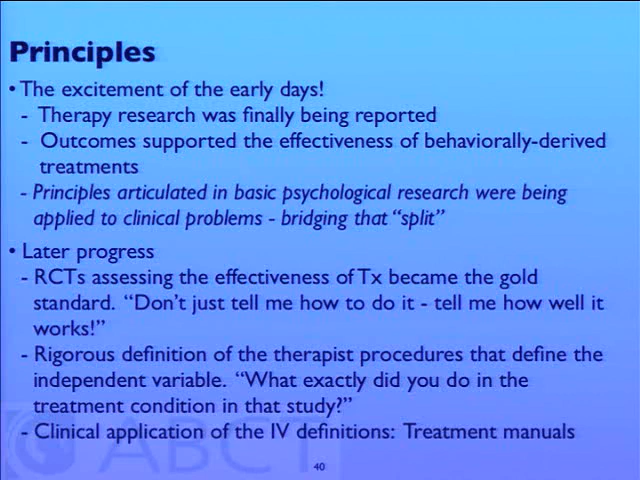 Principles
• The excitement of the early days!
- Therapy research was finally being reported
- Outcomes supported the effectiveness of behaviorally-derived
treatments
- Principles articulated in basic psychological research were being
applied to clinical problems - bridging that “split”
• Later progress
- RCTs assessing the effectiveness of Tx became the gold
standard. “Don’t just tell me how to do it - tell me how well it
works!”
- Rigorous definition of the therapist procedures that define the
independent variable. “What exactly did you do in the
treatment condition in that study?”
- Clinical application of the IV definitions: Treatment manuals
ABCT
40